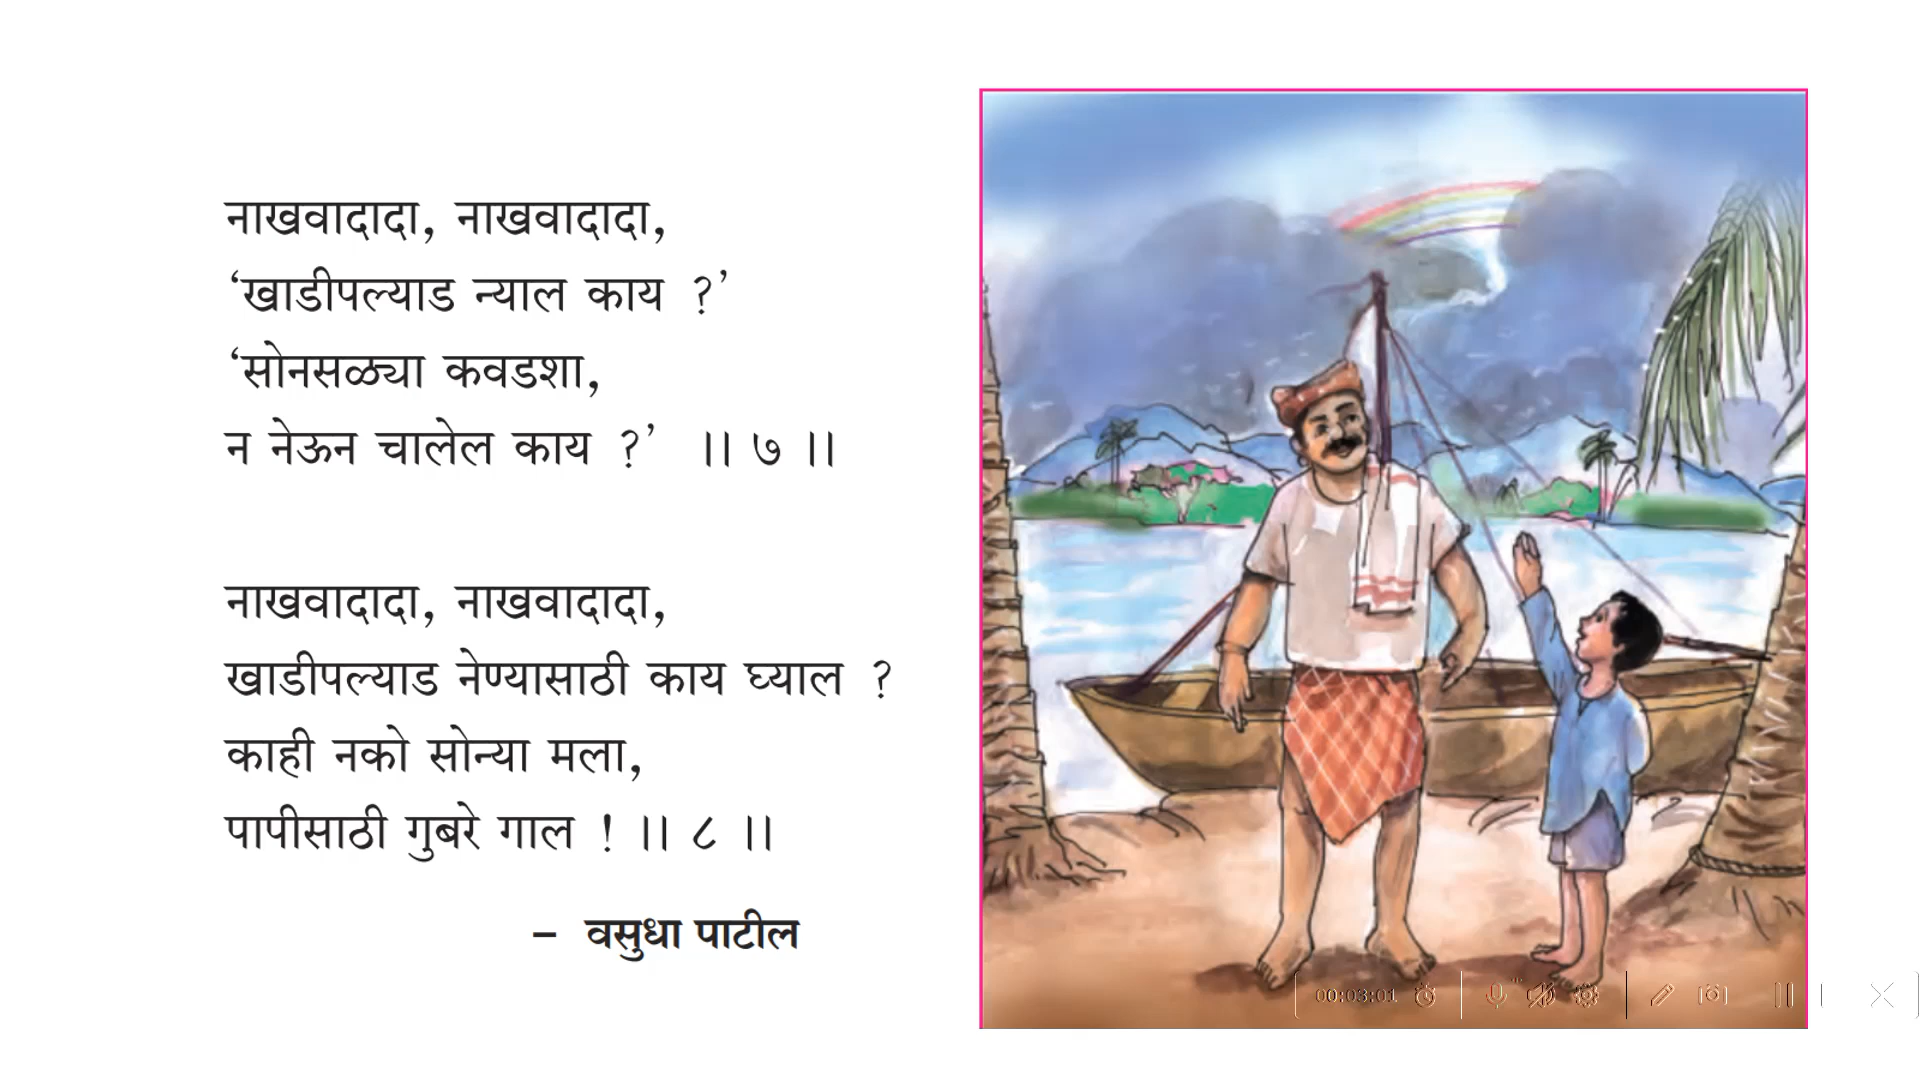 नाखवादादा, नाखवादादा,
‘खाडीपल्याड न्याल काय ?’
‘सोनसळ्या कवडशा,
न नेऊन चालेल काय ?’ ।। ७ ।।
नाखवादादा, नाखवादादा,
खाडीपल्याड नेण्यासाठी काय घ्याल ?
काही नको सोन्या मला,
पापीसाठी गुबरे गाल ! ।। ८ ।।
– वसुधा पाटील
00:03:01